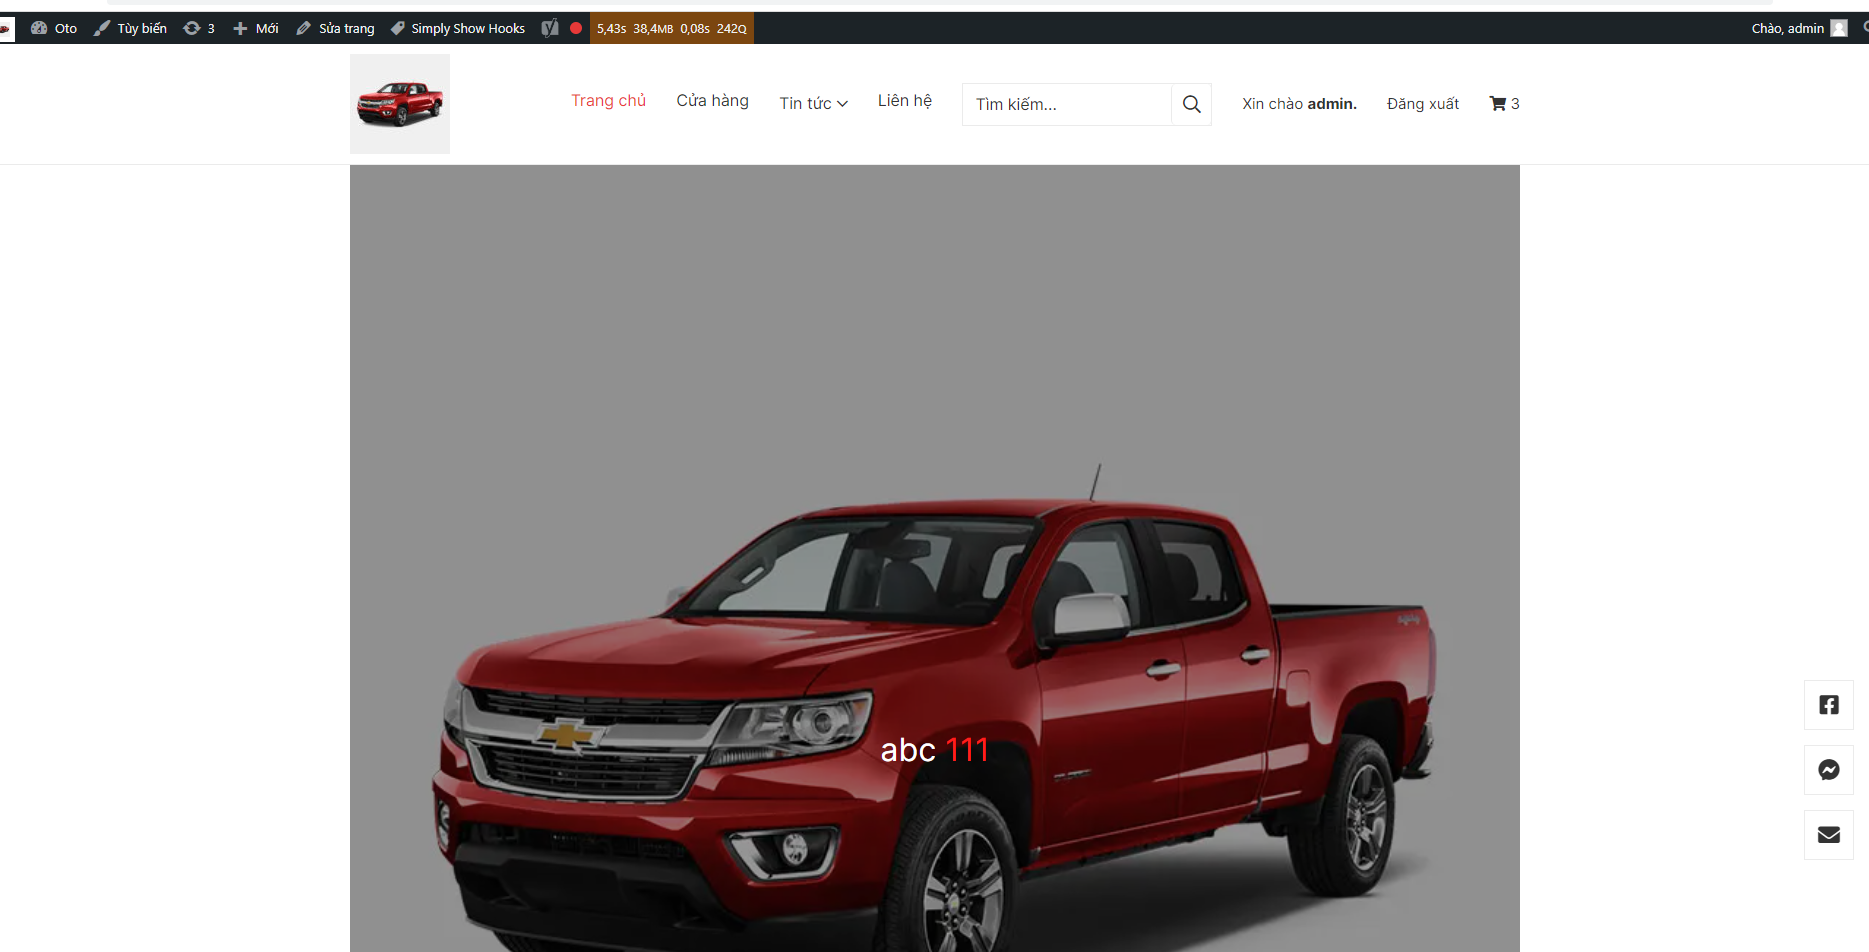 Oto Tùy biến 3 Mới Sửa trang Simply Show Hooks 5,43s 38,4MB 0,08s 242Q Chào, admin
Trang chủ Cửa hàng Tin tức Liên hệ Tìm kiếm... Xin chào admin. Đăng xuất 3
abc 111